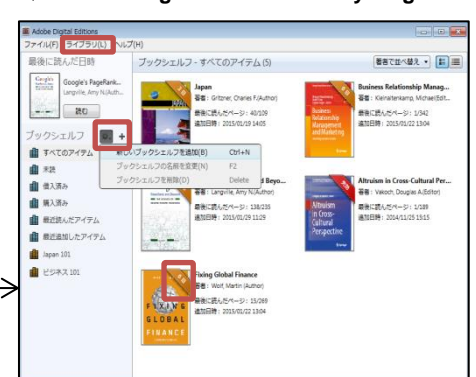 Adobe Digital Editions
ファイル(F) ライブラリ(L) ヘルプ(H)
最後に読んだ日時
Google's PageRank...
Langville, Amy N.(Auth...
読む
ブックシェルフ
すべてのアイテム
未読
借入済み
購入済み
最近読んだアイテム
最近追加したアイテム
Japan 101
ビジネス 101
新しいブックシェルフを追加(B) Ctrl+N
ブックシェルフの名前を変更(N) F2
ブックシェルフを削除(D) Delete
ブックシェルフ - すべてのアイテム (5)
著者で並べ替え
Japan
著者: Gritzner, Charles F.(Author)
最後に読んだページ: 40/109
追加日時: 2015/01/19 14:05
Business Relationship Manag...
Business
Relationship
Management
and Marketing
著者: Kleinaltenkamp, Michael(Edit...
最後に読んだページ: 1/342
追加日時: 2015/01/22 13:04
d Beyo...
著者: Langville, Amy N.(Author)
最後に読んだページ: 138/235
追加日時: 2015/01/19 11:29
Altruism in Cross-Cultural Per...
Altruism
in Cross-
Cultural
Perspective
著者: Vakoch, Douglas A.(Editor)
最後に読んだページ: 1/189
追加日時: 2014/11/25 15:15
Fixing Global Finance
FIXING
GLOBAL
FINANCE
著者: Wolf, Martin (Author)
最後に読んだページ: 15/269
追加日時: 2015/01/22 13:04